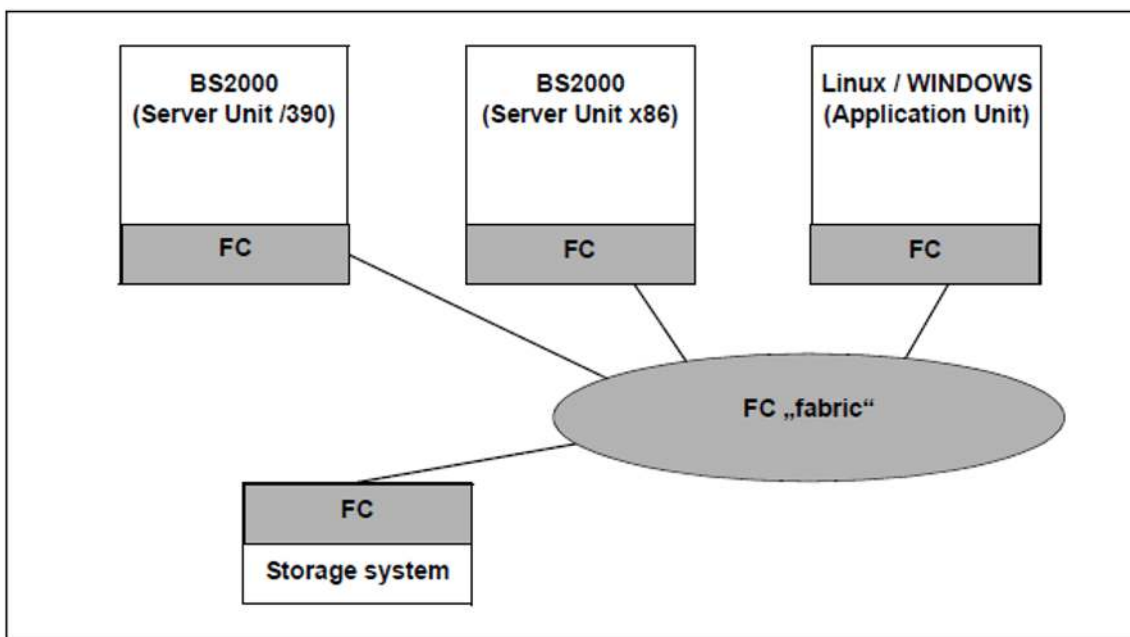 BS2000
(Server Unit /390)
BS2000
(Server Unit x86)
Linux / WINDOWS
(Application Unit)
FC
FC
FC
FC „fabric“
FC
Storage system